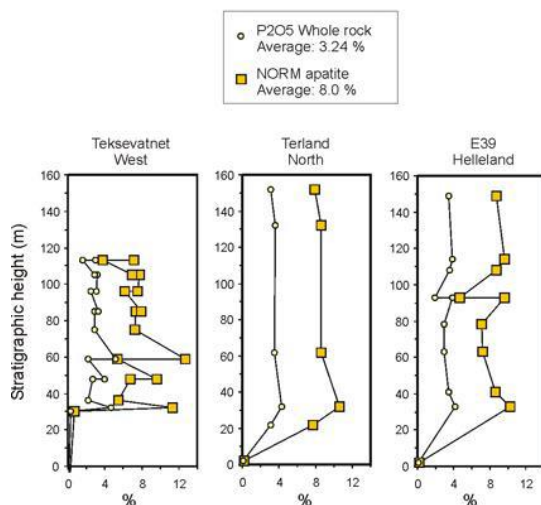 P2O5 Whole rock
Average: 3.24 %
NORM apatite
Average: 8.0 %
Teksevatnet
West
Terland
North
E39
Helleland
Stratigraphic height (m)
160
140
120
100
80
60
40
20
0
0 4 8 12
%
160
140
120
100
80
60
40
20
0
0 4 8 12
%
160
140
120
100
80
60
40
20
0
0 4 8 12
%